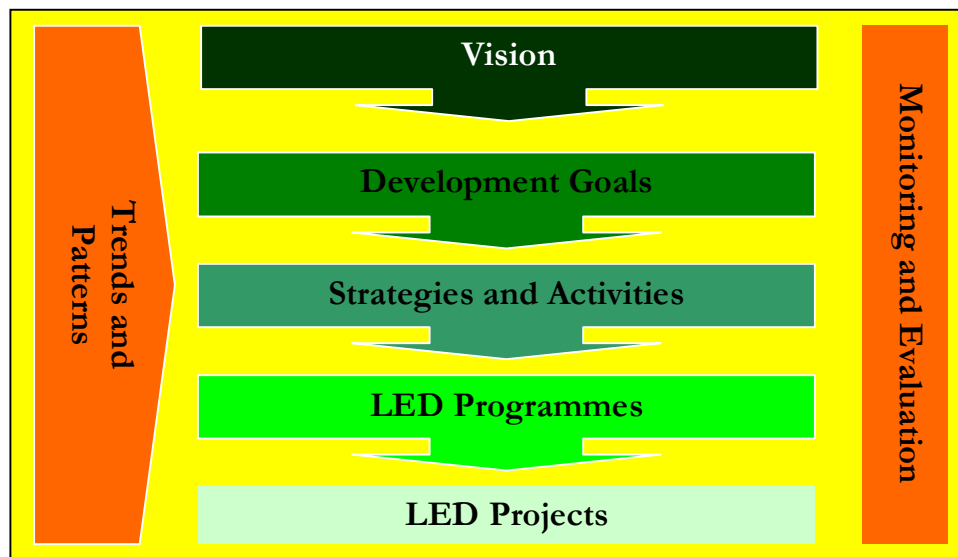 Trends and
Patterns
Vision
Development Goals
Strategies and Activities
LED Programmes
LED Projects
Monitoring and Evaluation